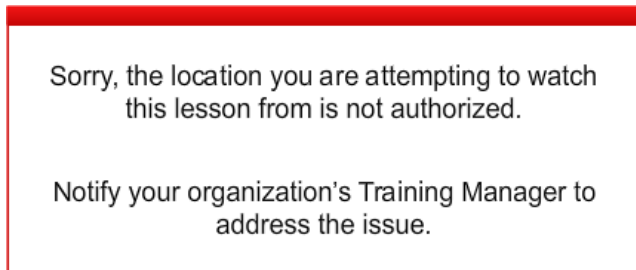 Sorry, the location you are attempting to watch
this lesson from is not authorized.
Notify your organization’s Training Manager to
address the issue.